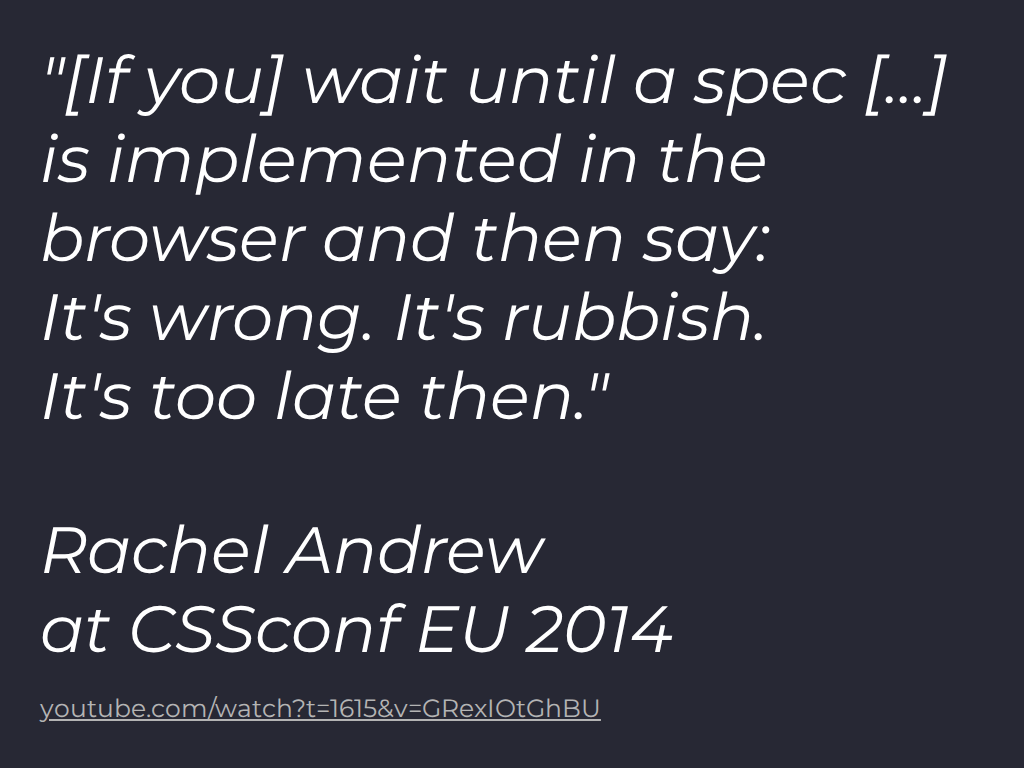 "[If you] wait until a spec [...]
is implemented in the
browser and then say:
It's wrong. It's rubbish.
It's too late then."
Rachel Andrew
at CSSconf EU 2014
youtube.com/watch?t=1615&v=GRexIOtGhBU